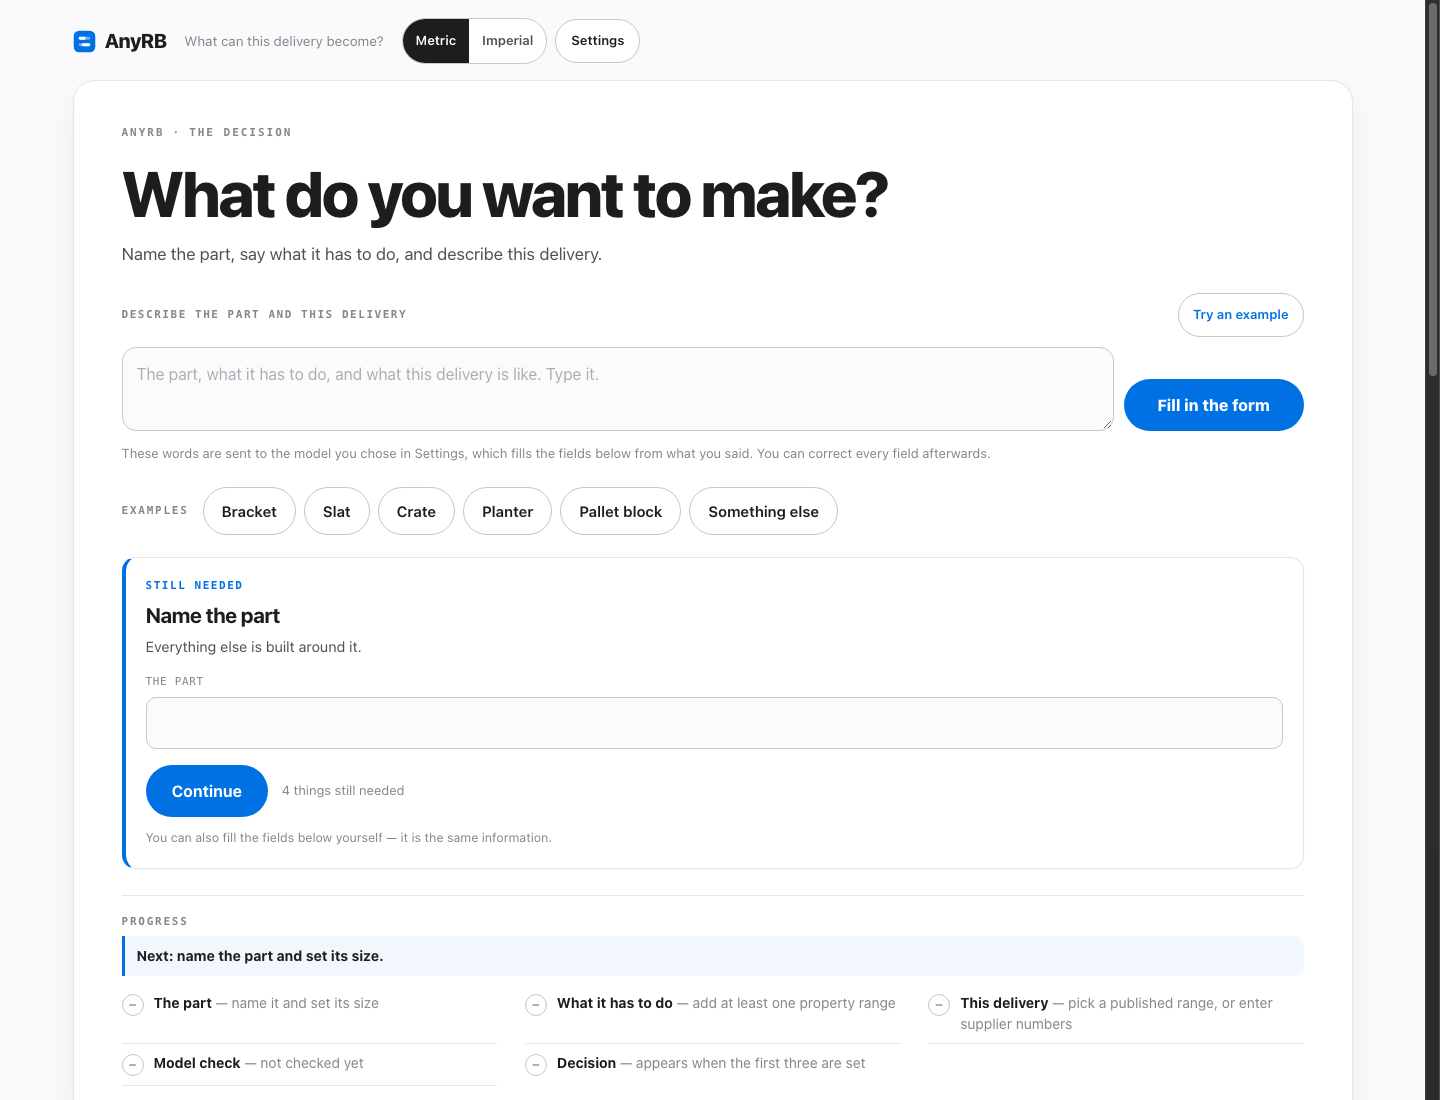 AnyRB
What can this delivery become?
Metric
Imperial
Settings
ANYRB · THE DECISION
What do you want to make?
Name the part, say what it has to do, and describe this delivery.
DESCRIBE THE PART AND THIS DELIVERY
Try an example
The part, what it has to do, and what this delivery is like. Type it.
Fill in the form
These words are sent to the model you chose in Settings, which fills the fields below from what you said. You can correct every field afterwards.
EXAMPLES
Bracket
Slat
Crate
Planter
Pallet block
Something else
STILL NEEDED
Name the part
Everything else is built around it.
THE PART
Continue
4 things still needed
You can also fill the fields below yourself — it is the same information.
PROGRESS
Next: name the part and set its size.
The part — name it and set its size
What it has to do — add at least one property range
This delivery — pick a published range, or enter
supplier numbers
Model check — not checked yet
Decision — appears when the first three are set